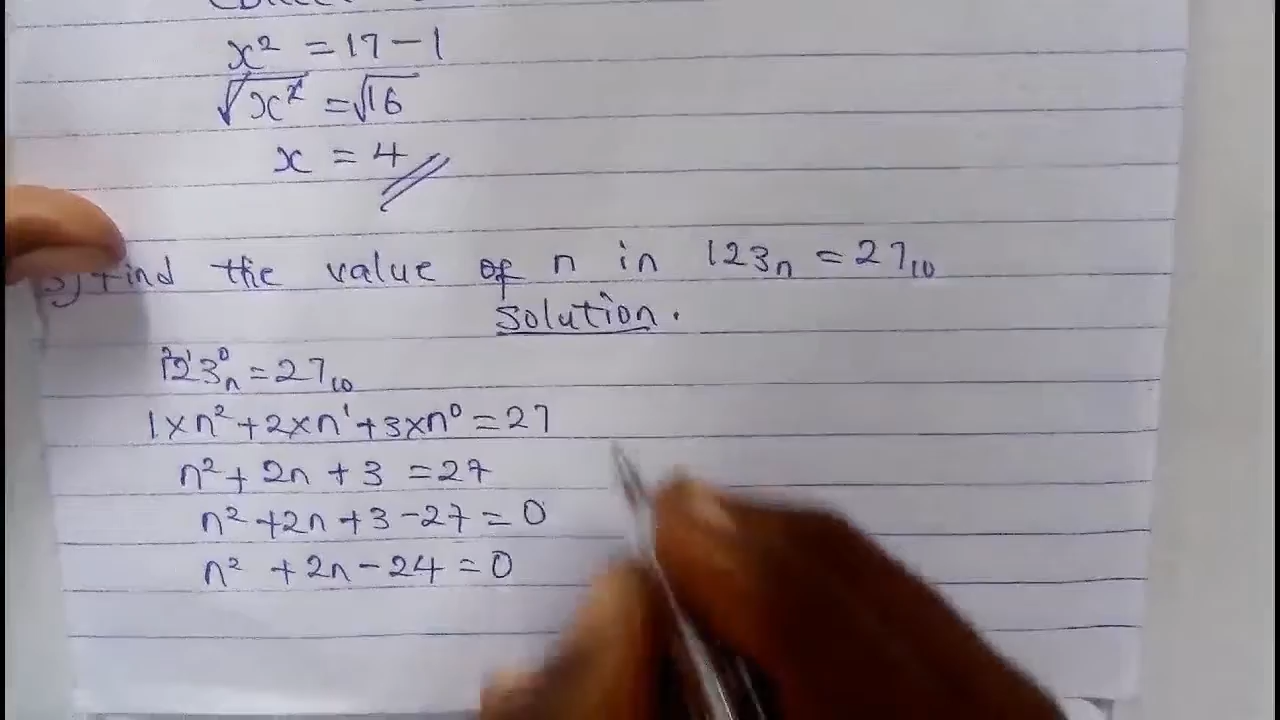 x² = 17 - 1
√x² = √16
x = 4
Find the value of n in 123ₙ = 27₁₀
Solution.
1²2¹3⁰ₙ = 27₁₀
1×n²+2×n¹+3×n⁰ = 27
n² + 2n + 3 = 27
n² + 2n + 3 - 27 = 0
n² + 2n - 24 = 0